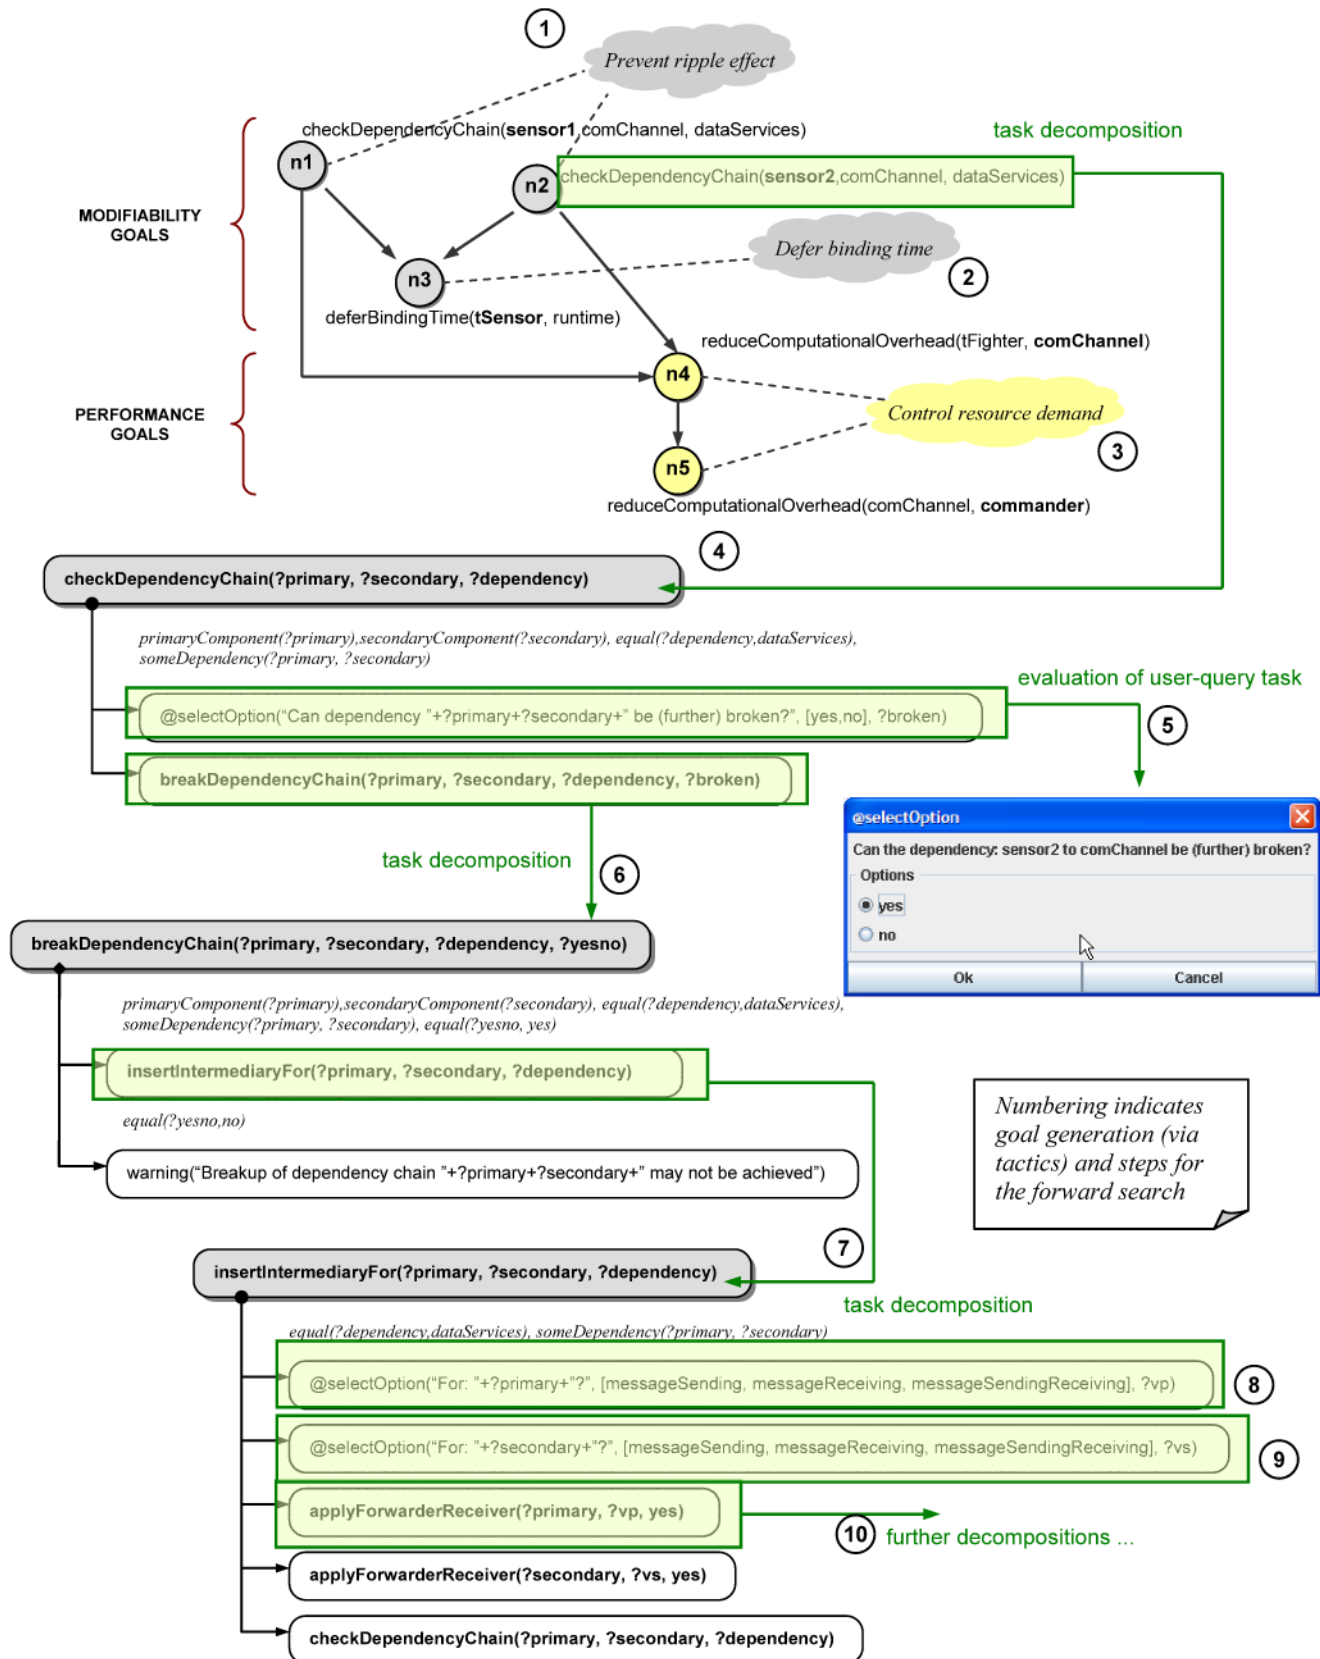 1
Prevent ripple effect
checkDependencyChain(sensor1,comChannel, dataServices)
task decomposition
n1
n2
checkDependencyChain(sensor2,comChannel, dataServices)
MODIFIABILITY
GOALS
Defer binding time
2
n3
deferBindingTime(tSensor, runtime)
reduceComputationalOverhead(tFighter, comChannel)
n4
PERFORMANCE
GOALS
Control resource demand
3
n5
reduceComputationalOverhead(comChannel, commander)
4
checkDependencyChain(?primary, ?secondary, ?dependency)
primaryComponent(?primary),secondaryComponent(?secondary), equal(?dependency,dataServices),
someDependency(?primary, ?secondary)
evaluation of user-query task
@selectOption(“Can dependency ”+?primary+?secondary+” be (further) broken?”, [yes,no], ?broken)
5
breakDependencyChain(?primary, ?secondary, ?dependency, ?broken)
@selectOption
Can the dependency: sensor2 to comChannel be (further) broken?
Options
yes
no
Ok
Cancel
task decomposition
6
breakDependencyChain(?primary, ?secondary, ?dependency, ?yesno)
primaryComponent(?primary),secondaryComponent(?secondary), equal(?dependency,dataServices),
someDependency(?primary, ?secondary), equal(?yesno, yes)
insertIntermediaryFor(?primary, ?secondary, ?dependency)
equal(?yesno,no)
warning(“Breakup of dependency chain ”+?primary+?secondary+” may not be achieved”)
Numbering indicates
goal generation (via
tactics) and steps for
the forward search
7
insertIntermediaryFor(?primary, ?secondary, ?dependency)
task decomposition
equal(?dependency,dataServices), someDependency(?primary, ?secondary)
@selectOption(“For: ”+?primary+”?”, [messageSending, messageReceiving, messageSendingReceiving], ?vp)
8
@selectOption(“For: ”+?secondary+”?”, [messageSending, messageReceiving, messageSendingReceiving], ?vs)
9
applyForwarderReceiver(?primary, ?vp, yes)
10
further decompositions ...
applyForwarderReceiver(?secondary, ?vs, yes)
checkDependencyChain(?primary, ?secondary, ?dependency)